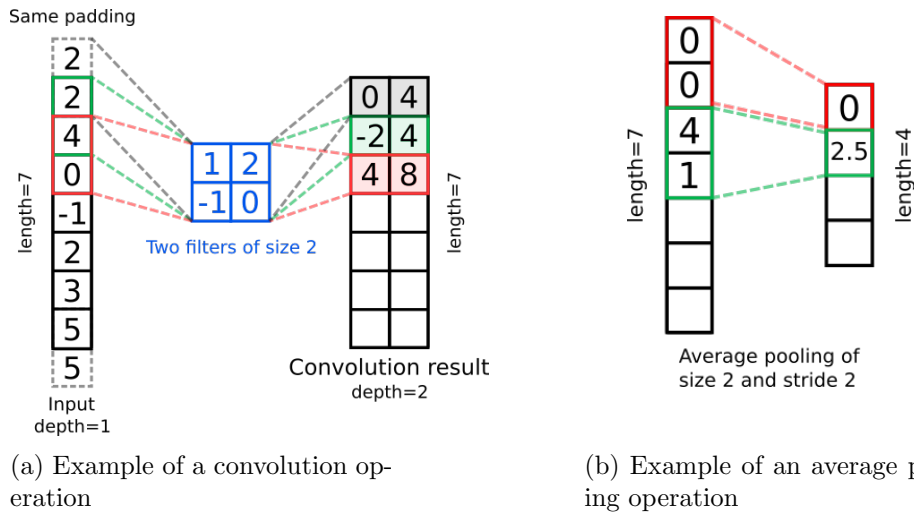 Same padding
2
2
4
0
-1
2
3
5
5
length=7
Input
depth=1
1 2
-1 0
Two filters of size 2
0 4
-2 4
4 8
length=7
Convolution result
depth=2
(a) Example of a convolution op-
eration
0
0
4
1
length=7
0
2.5
length=4
Average pooling of
size 2 and stride 2
(b) Example of an average p
ing operation